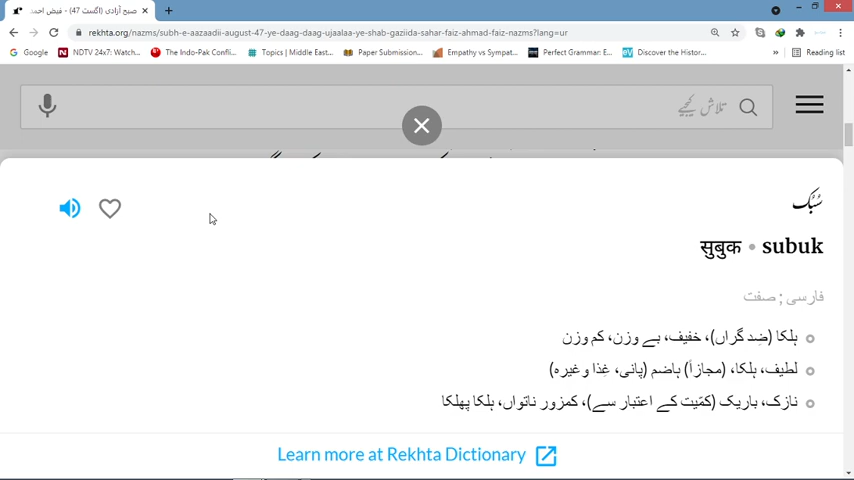 صبح آزادی (اگست 47) - فیض احمد
rekhta.org/nazms/subh-e-aazaadii-august-47-ye-daag-daag-ujaalaa-ye-shab-gaziida-sahar-faiz-ahmad-faiz-nazms?lang=ur
Google NDTV 24x7: Watch... The Indo-Pak Confli... Topics | Middle East... Paper Submission... Empathy vs Sympat... Perfect Grammar: E... Discover the Histor... » Reading list
تلاش کیجیے
سُبُک
सुबुक • subuk
فارسی ; صفت
ہلکا (ضِد گراں)، خفیف، بے وزن، کم وزن
لطیف، ہلکا، (مجازاً) ہاضم (پانی، غِذا وغیرہ)
نازک، باریک (کمّیت کے اعتبار سے)، کمزور ناتواں، ہلکا پھلکا
Learn more at Rekhta Dictionary